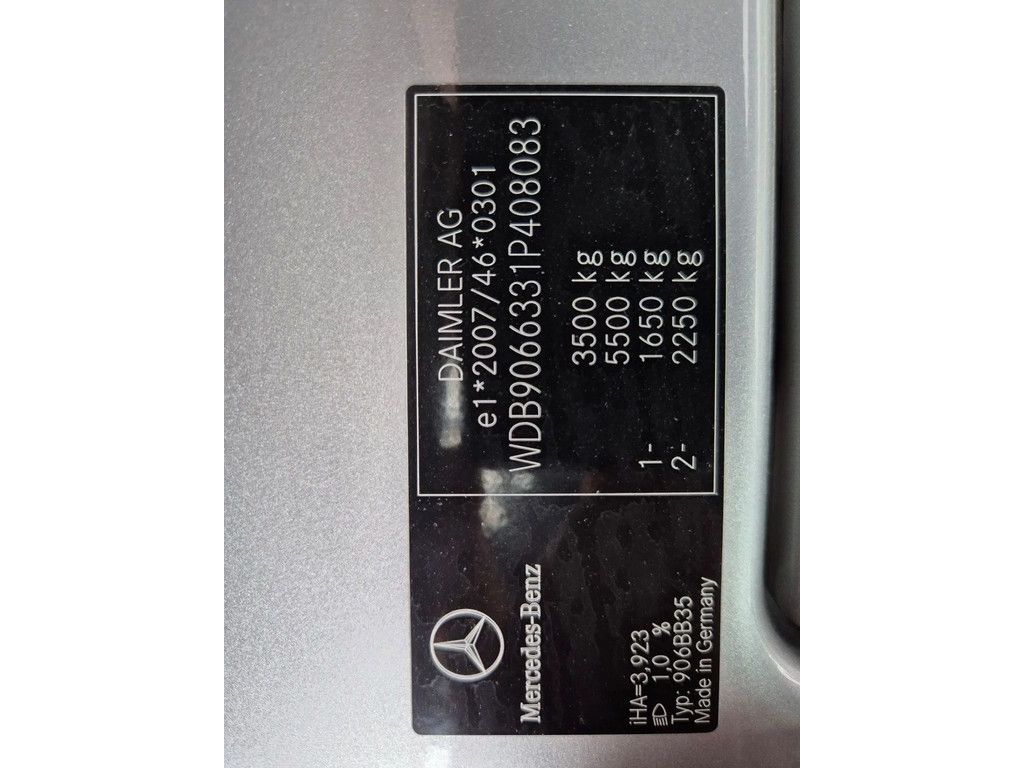 DAIMLER AG
e1*2007/46*0301
WDB9066331P408083
3500 kg
5500 kg
1- 1650 kg
2- 2250 kg
Mercedes-Benz
iHA=3,923
1,0 %
Typ: 906BB35
Made in Germany